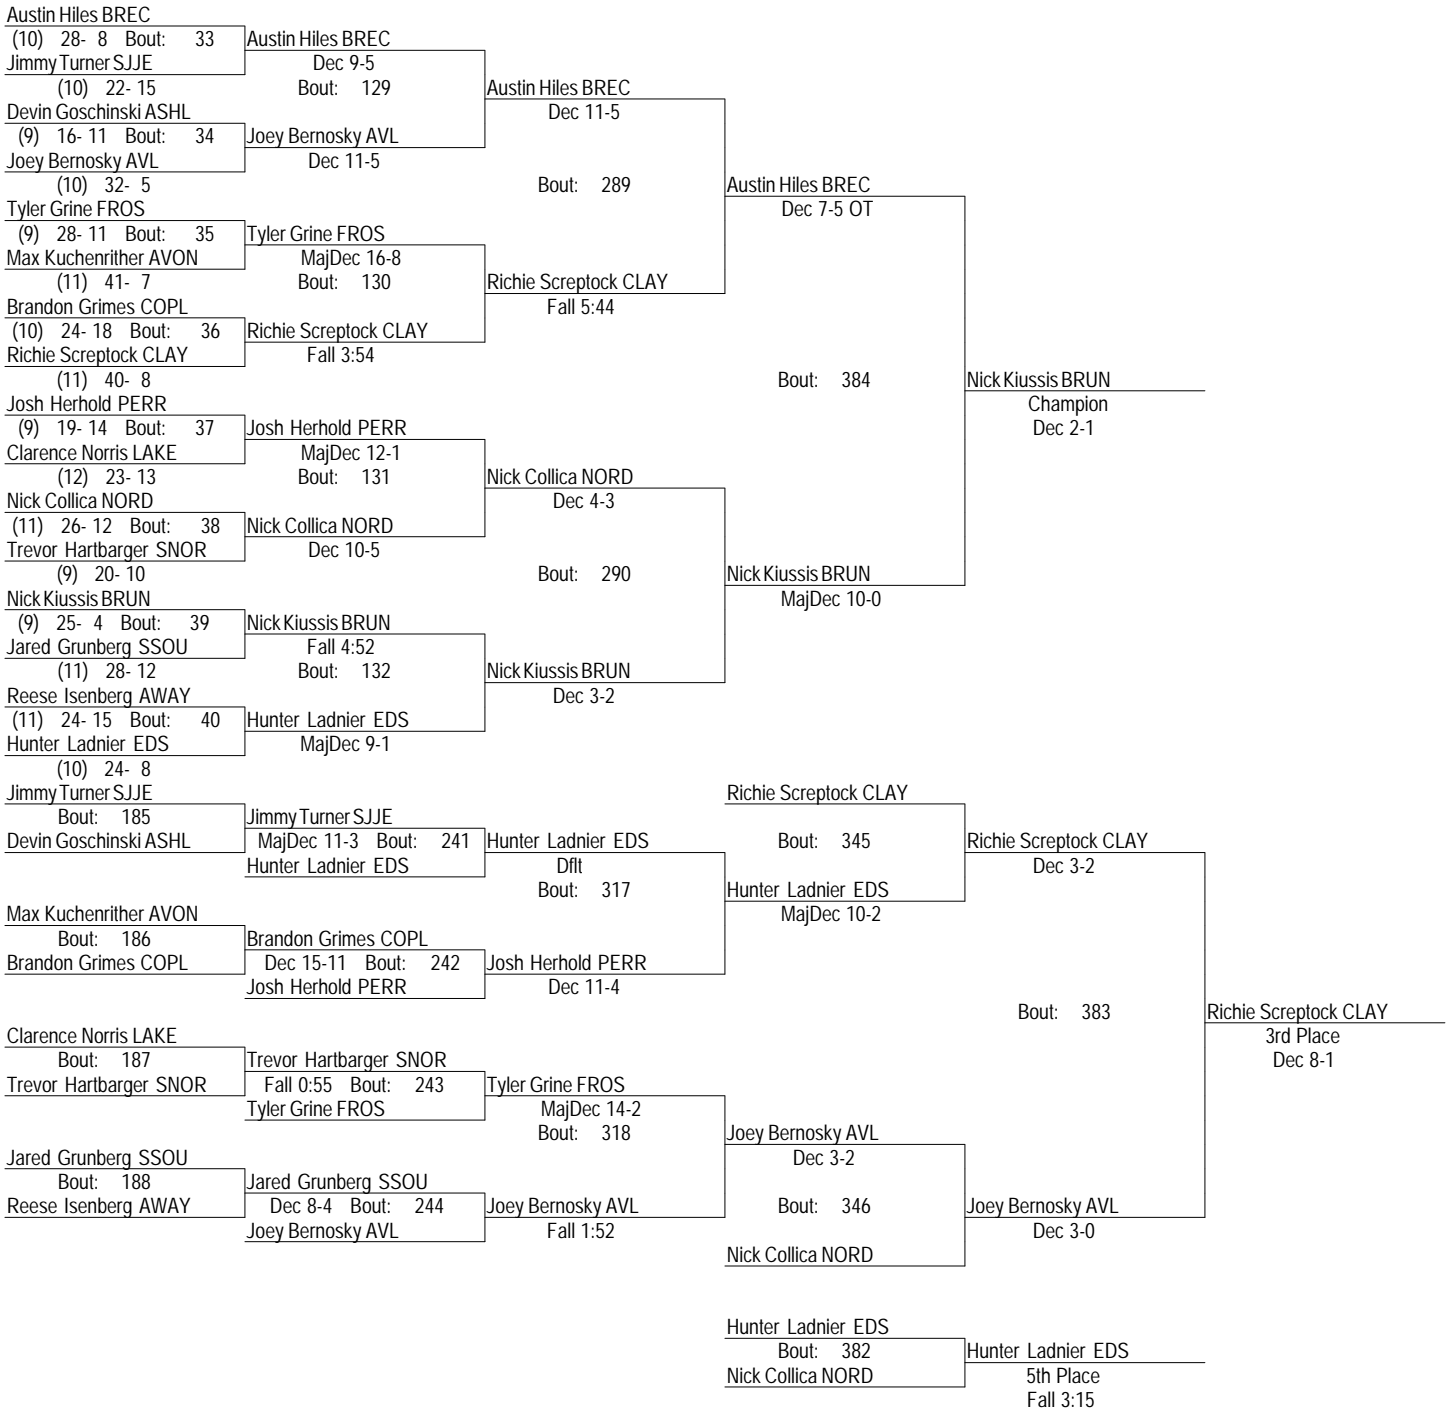 Austin Hiles BREC
(10) 28- 8 Bout: 33 Austin Hiles BREC
Jimmy Turner SJJE Dec 9-5
(10) 22- 15 Bout: 129 Austin Hiles BREC
Devin Goschinski ASHL Dec 11-5
(9) 16- 11 Bout: 34 Joey Bernosky AVL
Joey Bernosky AVL Dec 11-5
(10) 32- 5 Bout: 289 Austin Hiles BREC
Tyler Grine FROS Dec 7-5 OT
(9) 28- 11 Bout: 35 Tyler Grine FROS
Max Kuchenrither AVON MajDec 16-8
(11) 41- 7 Bout: 130 Richie Screptock CLAY
Brandon Grimes COPL Fall 5:44
(10) 24- 18 Bout: 36 Richie Screptock CLAY
Richie Screptock CLAY Fall 3:54
(11) 40- 8 Bout: 384 Nick Kiussis BRUN
Josh Herhold PERR Champion
(9) 19- 14 Bout: 37 Josh Herhold PERR Dec 2-1
Clarence Norris LAKE MajDec 12-1
(12) 23- 13 Bout: 131 Nick Collica NORD
Nick Collica NORD Dec 4-3
(11) 26- 12 Bout: 38 Nick Collica NORD
Trevor Hartbarger SNOR Dec 10-5
(9) 20- 10 Bout: 290 Nick Kiussis BRUN
Nick Kiussis BRUN MajDec 10-0
(9) 25- 4 Bout: 39 Nick Kiussis BRUN
Jared Grunberg SSOU Fall 4:52
(11) 28- 12 Bout: 132 Nick Kiussis BRUN
Reese Isenberg AWAY Dec 3-2
(11) 24- 15 Bout: 40 Hunter Ladnier EDS
Hunter Ladnier EDS MajDec 9-1
(10) 24- 8
Jimmy Turner SJJE Richie Screptock CLAY
Bout: 185 Jimmy Turner SJJE
Devin Goschinski ASHL MajDec 11-3 Bout: 241 Hunter Ladnier EDS Bout: 345 Richie Screptock CLAY
Hunter Ladnier EDS Dflt Dec 3-2
Bout: 317 Hunter Ladnier EDS
Max Kuchenrither AVON MajDec 10-2
Bout: 186 Brandon Grimes COPL
Brandon Grimes COPL Dec 15-11 Bout: 242 Josh Herhold PERR
Josh Herhold PERR Dec 11-4
Bout: 383 Richie Screptock CLAY
Clarence Norris LAKE 3rd Place
Bout: 187 Trevor Hartbarger SNOR Dec 8-1
Trevor Hartbarger SNOR Fall 0:55 Bout: 243 Tyler Grine FROS
Tyler Grine FROS MajDec 14-2
Bout: 318 Joey Bernosky AVL
Jared Grunberg SSOU Dec 3-2
Bout: 188 Jared Grunberg SSOU
Reese Isenberg AWAY Dec 8-4 Bout: 244 Joey Bernosky AVL Bout: 346 Joey Bernosky AVL
Joey Bernosky AVL Fall 1:52 Dec 3-0
Nick Collica NORD
Hunter Ladnier EDS
Bout: 382 Hunter Ladnier EDS
Nick Collica NORD 5th Place
Fall 3:15